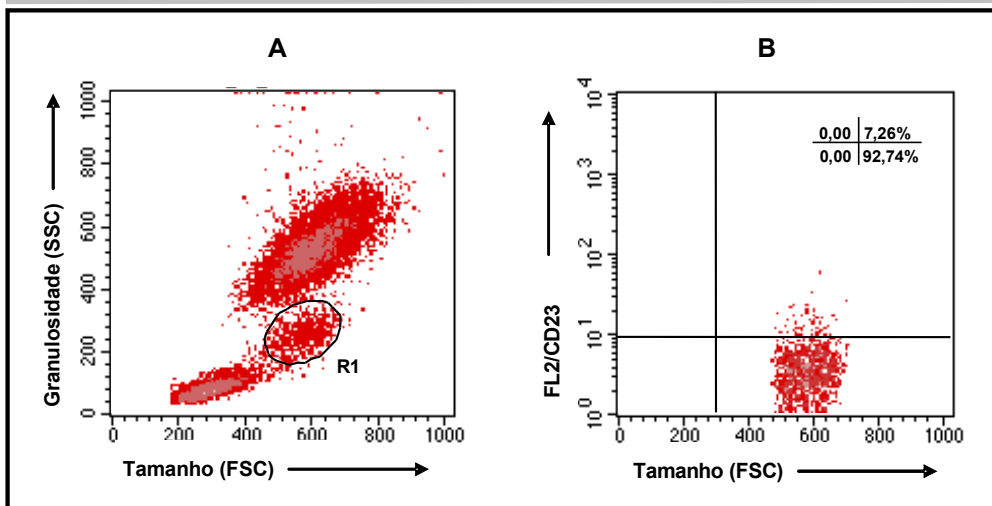 A
B
Granulosidade (SSC)
1000
8000
6000
400
200
0
R1
0 200 400 600 800 1000
Tamanho (FSC)
FL2/CD23
10^4
10^3
10^2
10^1
10^0
0,00 7,26%
0,00 92,74%
0 200 400 600 800 1000
Tamanho (FSC)